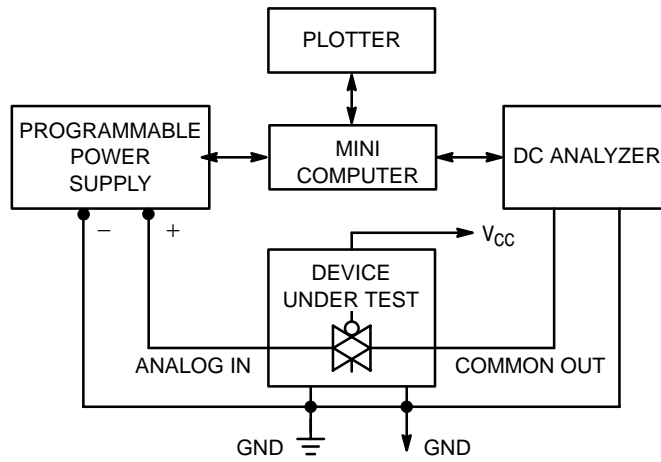 PLOTTER
PROGRAMMABLE
POWER
SUPPLY
MINI
COMPUTER
DC ANALYZER
− +
VCC
DEVICE
UNDER TEST
ANALOG IN
COMMON OUT
GND
GND